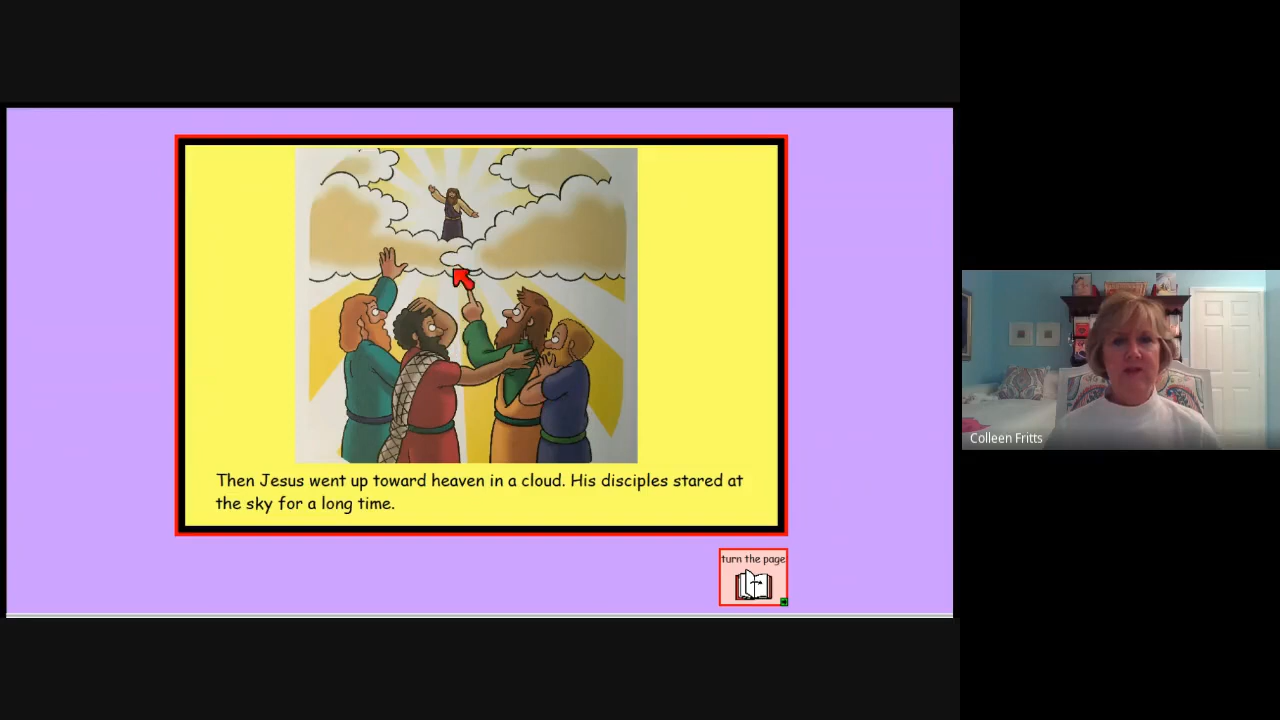 Then Jesus went up toward heaven in a cloud. His disciples stared at
the sky for a long time.
turn the page
Colleen Fritts